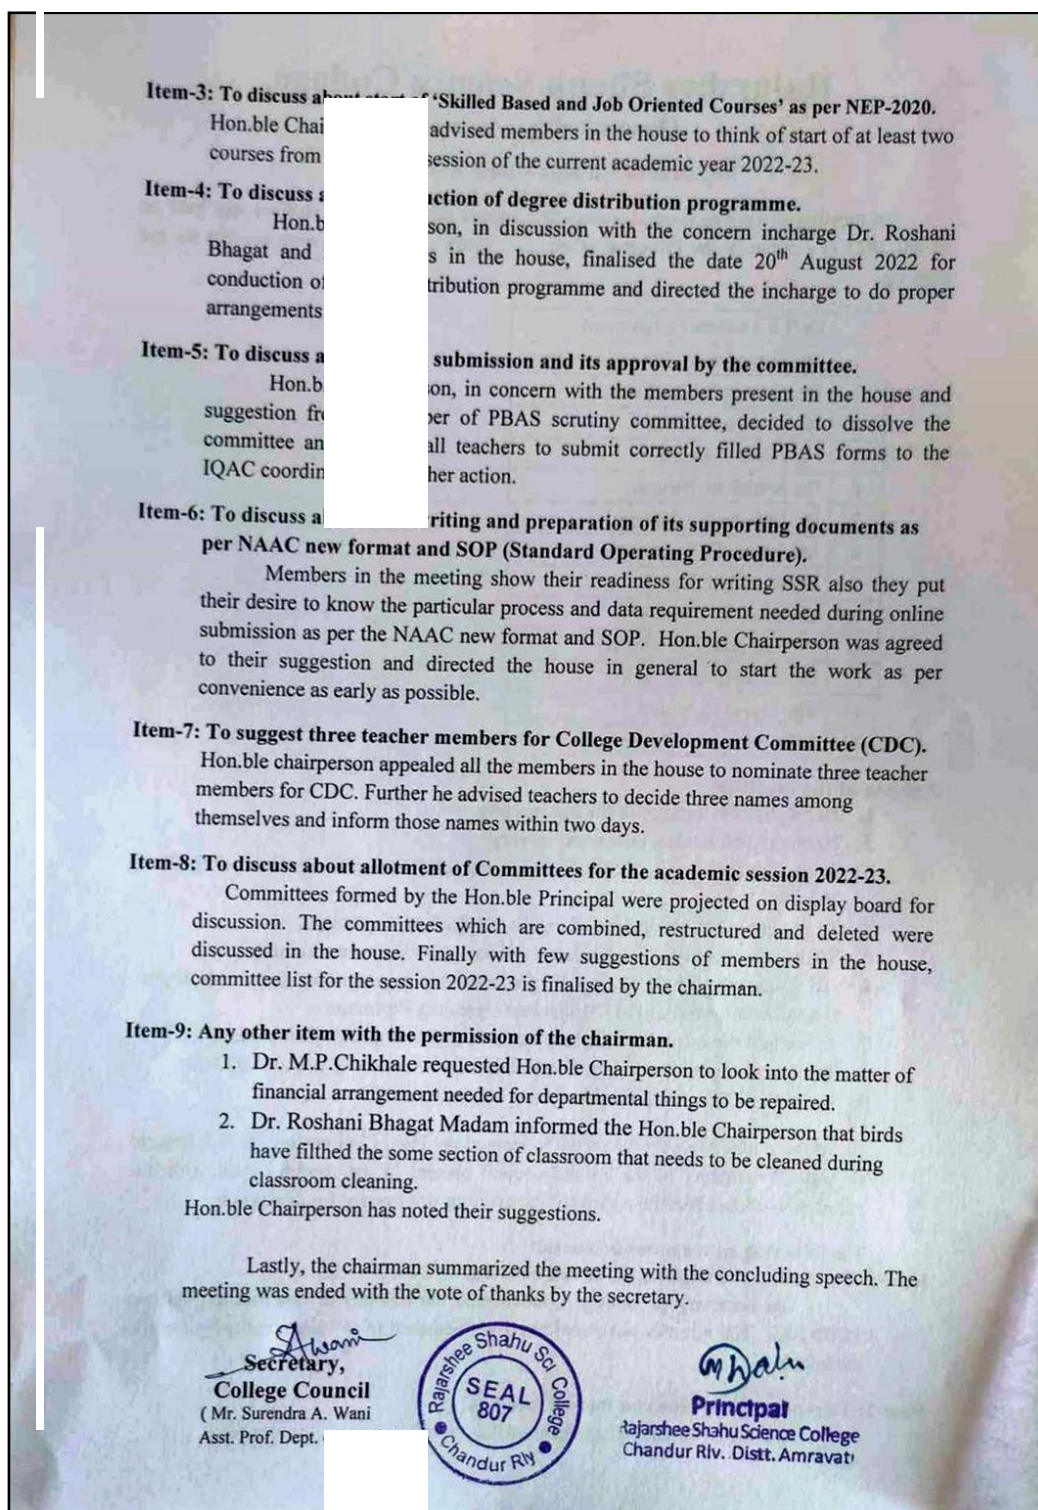 Item-3: To discuss about start of ‘Skilled Based and Job Oriented Courses’ as per NEP-2020.
Hon.ble Chai advised members in the house to think of start of at least two
courses from session of the current academic year 2022-23.
Item-4: To discuss ction of degree distribution programme.
Hon.b son, in discussion with the concern incharge Dr. Roshani
Bhagat and s in the house, finalised the date 20th August 2022 for
conduction of tribution programme and directed the incharge to do proper
arrangements
Item-5: To discuss a submission and its approval by the committee.
Hon.b on, in concern with the members present in the house and
suggestion fr er of PBAS scrutiny committee, decided to dissolve the
committee an all teachers to submit correctly filled PBAS forms to the
IQAC coordin her action.
Item-6: To discuss a riting and preparation of its supporting documents as
per NAAC new format and SOP (Standard Operating Procedure).
Members in the meeting show their readiness for writing SSR also they put
their desire to know the particular process and data requirement needed during online
submission as per the NAAC new format and SOP. Hon.ble Chairperson was agreed
to their suggestion and directed the house in general to start the work as per
convenience as early as possible.
Item-7: To suggest three teacher members for College Development Committee (CDC).
Hon.ble chairperson appealed all the members in the house to nominate three teacher
members for CDC. Further he advised teachers to decide three names among
themselves and inform those names within two days.
Item-8: To discuss about allotment of Committees for the academic session 2022-23.
Committees formed by the Hon.ble Principal were projected on display board for
discussion. The committees which are combined, restructured and deleted were
discussed in the house. Finally with few suggestions of members in the house,
committee list for the session 2022-23 is finalised by the chairman.
Item-9: Any other item with the permission of the chairman.
1. Dr. M.P.Chikhale requested Hon.ble Chairperson to look into the matter of
financial arrangement needed for departmental things to be repaired.
2. Dr. Roshani Bhagat Madam informed the Hon.ble Chairperson that birds
have filthed the some section of classroom that needs to be cleaned during
classroom cleaning.
Hon.ble Chairperson has noted their suggestions.
Lastly, the chairman summarized the meeting with the concluding speech. The
meeting was ended with the vote of thanks by the secretary.
Secretary,
College Council
( Mr. Surendra A. Wani
Asst. Prof. Dept.
Rajarshee Shahu Sci College
SEAL
807
Chandur Rly
Principal
Rajarshee Shahu Science College
Chandur Rly. Distt. Amravati